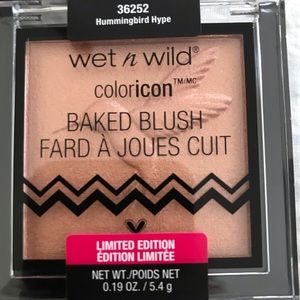 36252
Hummingbird Hype
wet n wild®
coloricon™/MC
BAKED BLUSH
FARD À JOUES CUIT
LIMITED EDITION
ÉDITION LIMITÉE
NET WT./POIDS NET
0.19 OZ. / 5.4 g